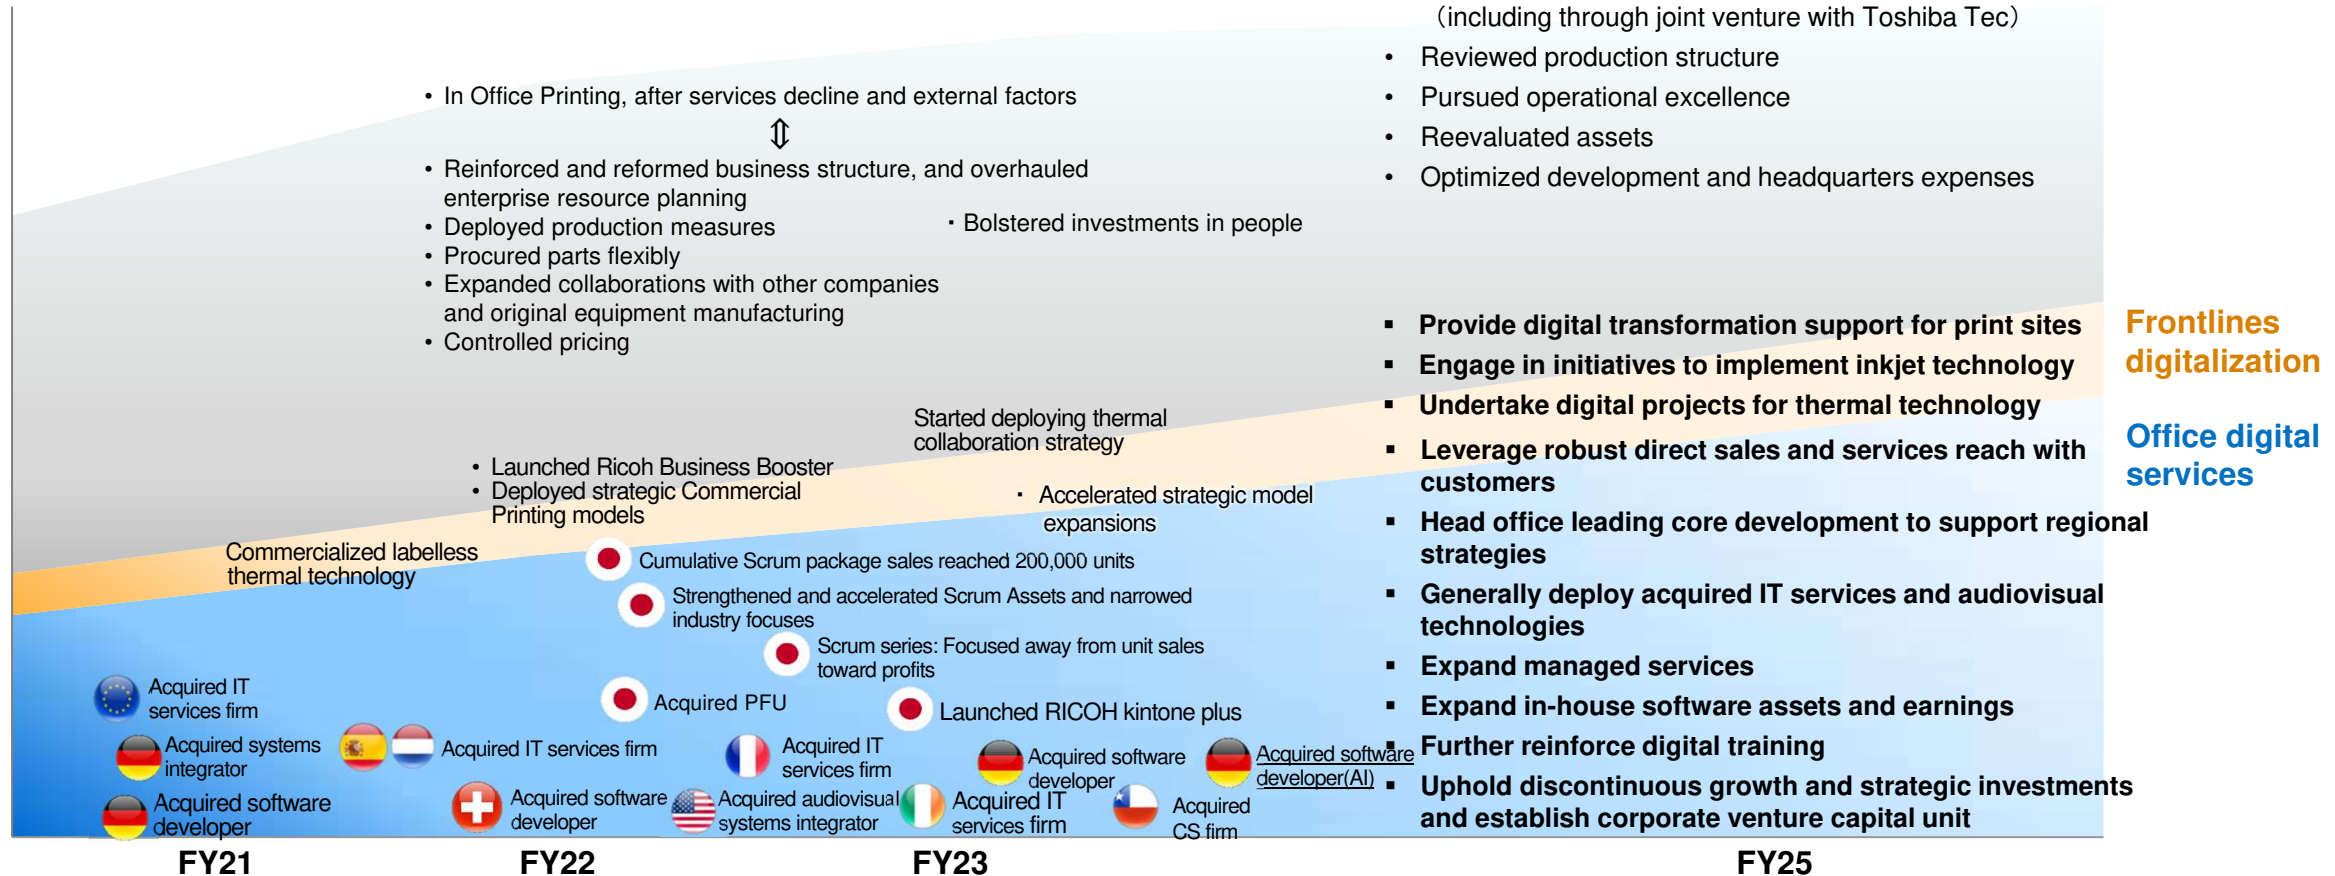 （including through joint venture with Toshiba Tec）
• Reviewed production structure
• Pursued operational excellence
• Reevaluated assets
• Optimized development and headquarters expenses
• In Office Printing, after services decline and external factors
⇕
• Reinforced and reformed business structure, and overhauled
enterprise resource planning
• Deployed production measures
• Procured parts flexibly
• Expanded collaborations with other companies
and original equipment manufacturing
• Controlled pricing
・Bolstered investments in people
▪ Provide digital transformation support for print sites
▪ Engage in initiatives to implement inkjet technology
▪ Undertake digital projects for thermal technology
▪ Leverage robust direct sales and services reach with
customers
▪ Head office leading core development to support regional
strategies
▪ Generally deploy acquired IT services and audiovisual
technologies
▪ Expand managed services
▪ Expand in-house software assets and earnings
▪ Further reinforce digital training
▪ Uphold discontinuous growth and strategic investments
and establish corporate venture capital unit
Frontlines
digitalization
Office digital
services
Started deploying thermal
collaboration strategy
• Launched Ricoh Business Booster
• Deployed strategic Commercial
Printing models
・ Accelerated strategic model
expansions
Commercialized labelless
thermal technology
Cumulative Scrum package sales reached 200,000 units
Strengthened and accelerated Scrum Assets and narrowed
industry focuses
Scrum series: Focused away from unit sales
toward profits
Acquired IT
services firm
Acquired PFU
Launched RICOH kintone plus
Acquired systems
integrator
Acquired IT services firm
Acquired IT
services firm
Acquired software
developer
Acquired software
developer(AI)
Acquired software
developer
Acquired software
developer
Acquired audiovisual
systems integrator
Acquired IT
services firm
Acquired
CS firm
FY21
FY22
FY23
FY25